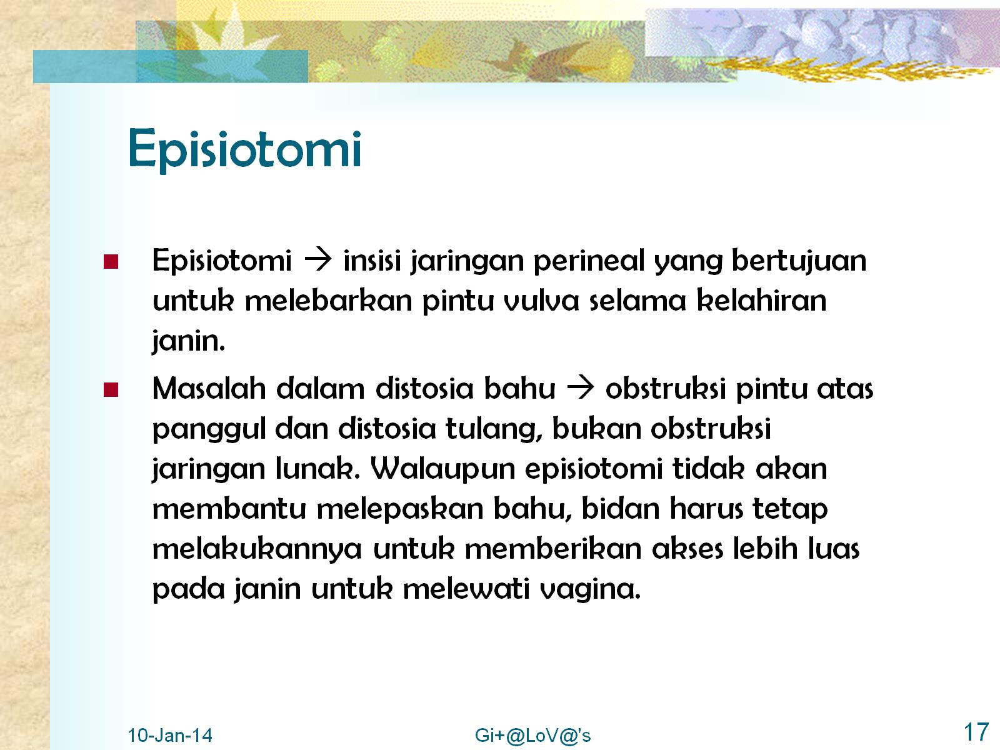 Episiotomi
■ Episiotomi → insisi jaringan perineal yang bertujuan
untuk melebarkan pintu vulva selama kelahiran
janin.
■ Masalah dalam distosia bahu → obstruksi pintu atas
panggul dan distosia tulang, bukan obstruksi
jaringan lunak. Walaupun episiotomi tidak akan
membantu melepaskan bahu, bidan harus tetap
melakukannya untuk memberikan akses lebih luas
pada janin untuk melewati vagina.
10-Jan-14
Gi+@LoV@'s
17